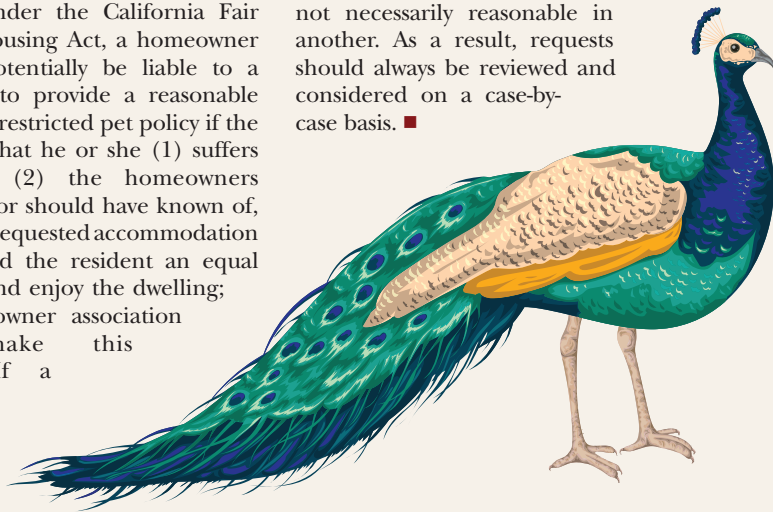 nder the California Fair
ousing Act, a homeowner
otentially be liable to a
to provide a reasonable
restricted pet policy if the
hat he or she (1) suffers
(2) the homeowners
or should have known of,
equested accommodation
d the resident an equal
nd enjoy the dwelling;
owner association
make this
If a
not necessarily reasonable in
another. As a result, requests
should always be reviewed and
considered on a case-by-
case basis.